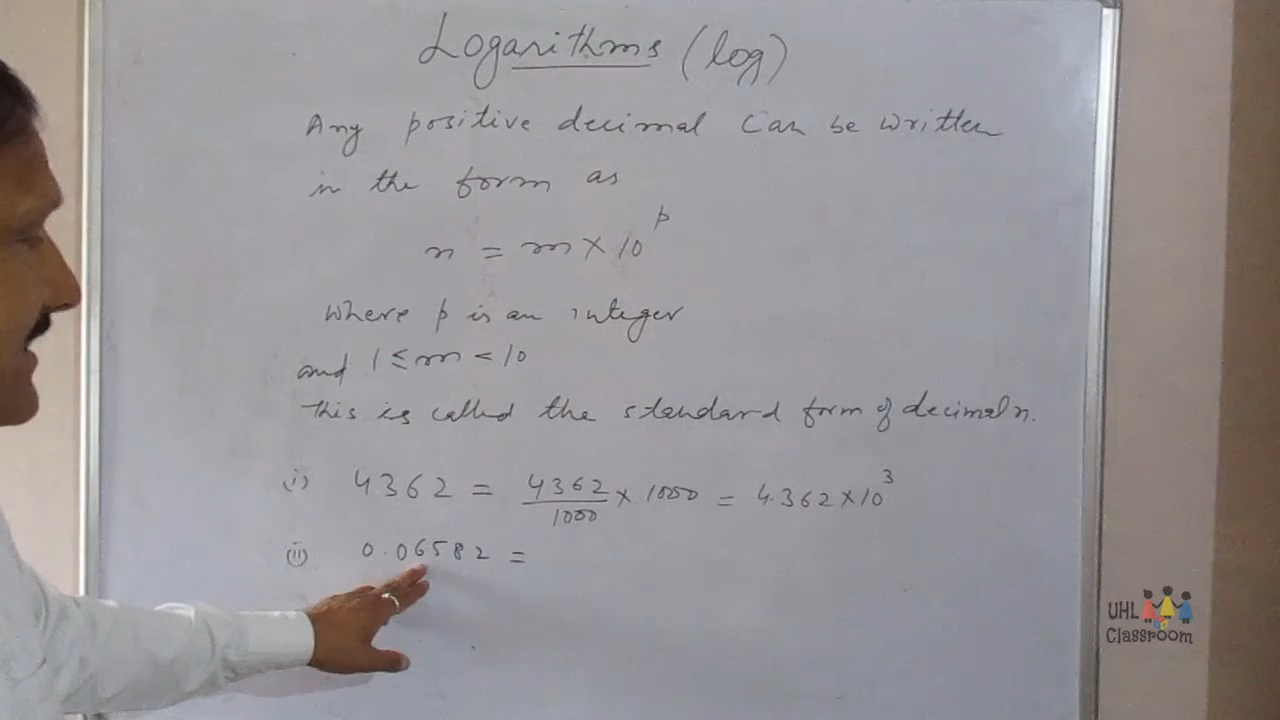 Logarithms (log)
Any positive decimal can be written
in the form as
n = m × 10^p
where p is an integer
and 1 ≤ m < 10
This is called the standard form of decimal n.
(i) 4362 = 4362/1000 × 1000 = 4.362 × 10^3
(ii) 0.06582 =
UHL
Classroom